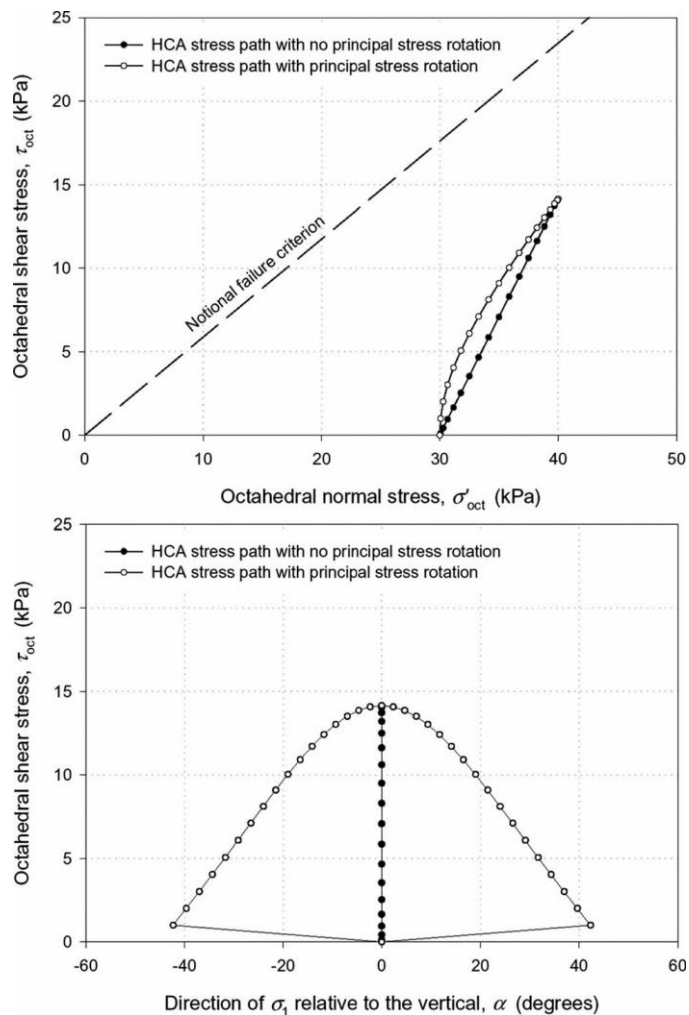 25
20
15
10
5
0
Octahedral shear stress, τoct (kPa)
HCA stress path with no principal stress rotation
HCA stress path with principal stress rotation
Notional failure criterion
0 10 20 30 40 50
Octahedral normal stress, σ'oct (kPa)
25
20
15
10
5
0
Octahedral shear stress, τoct (kPa)
HCA stress path with no principal stress rotation
HCA stress path with principal stress rotation
-60 -40 -20 0 20 40 60
Direction of σ1 relative to the vertical, α (degrees)